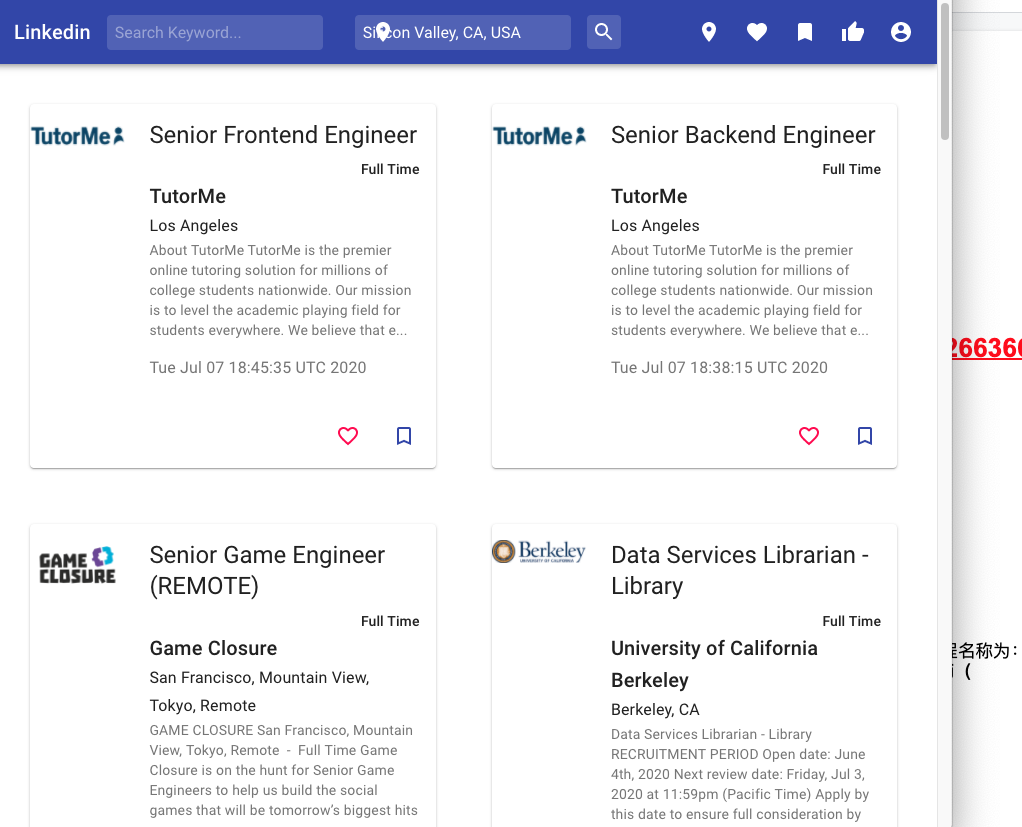 Linkedin
Search Keyword...
Silicon Valley, CA, USA
TutorMe
Senior Frontend Engineer
Full Time
TutorMe
Los Angeles
About TutorMe TutorMe is the premier
online tutoring solution for millions of
college students nationwide. Our mission
is to level the academic playing field for
students everywhere. We believe that e...
Tue Jul 07 18:45:35 UTC 2020
TutorMe
Senior Backend Engineer
Full Time
TutorMe
Los Angeles
About TutorMe TutorMe is the premier
online tutoring solution for millions of
college students nationwide. Our mission
is to level the academic playing field for
students everywhere. We believe that e...
Tue Jul 07 18:38:15 UTC 2020
GAME
CLOSURE
Senior Game Engineer
(REMOTE)
Full Time
Game Closure
San Francisco, Mountain View,
Tokyo, Remote
GAME CLOSURE San Francisco, Mountain
View, Tokyo, Remote - Full Time Game
Closure is on the hunt for Senior Game
Engineers to help us build the social
games that will be tomorrow's biggest hits
Berkeley
UNIVERSITY OF CALIFORNIA
Data Services Librarian -
Library
Full Time
University of California
Berkeley
Berkeley, CA
Data Services Librarian - Library
RECRUITMENT PERIOD Open date: June
4th, 2020 Next review date: Friday, Jul 3,
2020 at 11:59pm (Pacific Time) Apply by
this date to ensure full consideration by
26636
名称为：
(